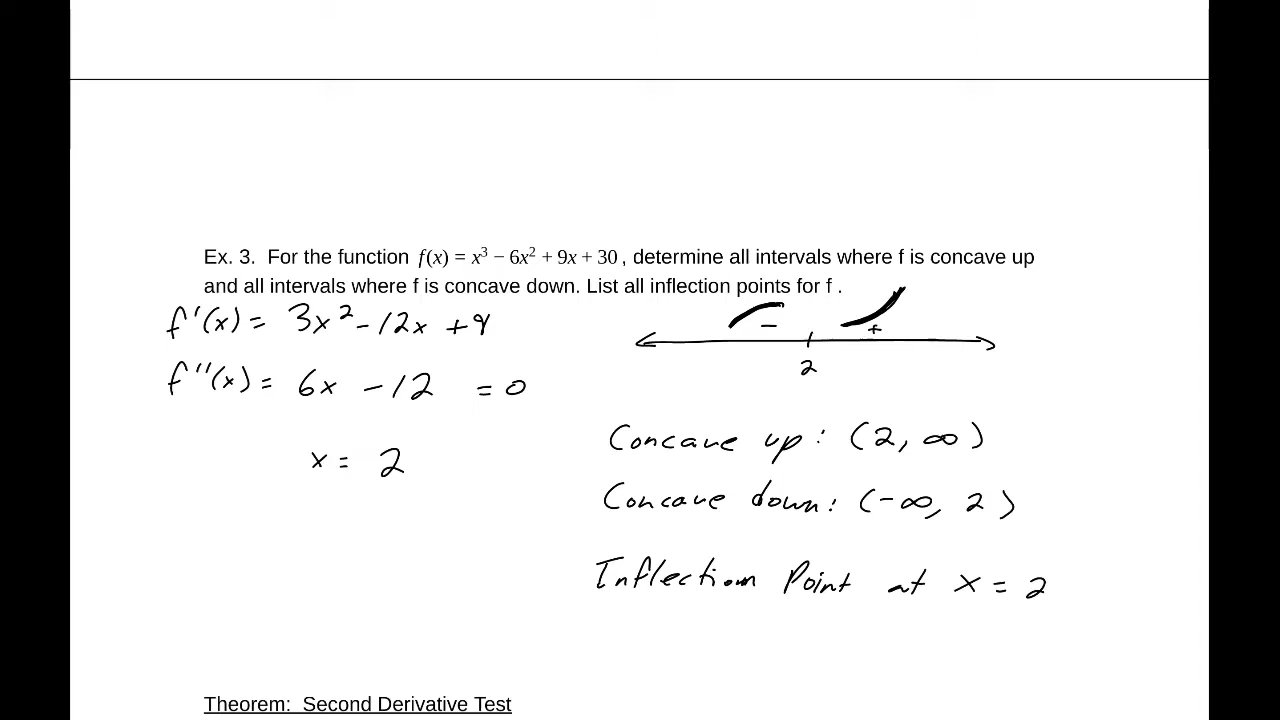 Ex. 3. For the function f(x) = x³ − 6x² + 9x + 30, determine all intervals where f is concave up
and all intervals where f is concave down. List all inflection points for f .
f'(x) = 3x² - 12x + 9
− +
2
f''(x) = 6x - 12 = 0
x = 2
Concave up: (2, ∞)
Concave down: (-∞, 2)
Inflection Point at x = 2
Theorem: Second Derivative Test